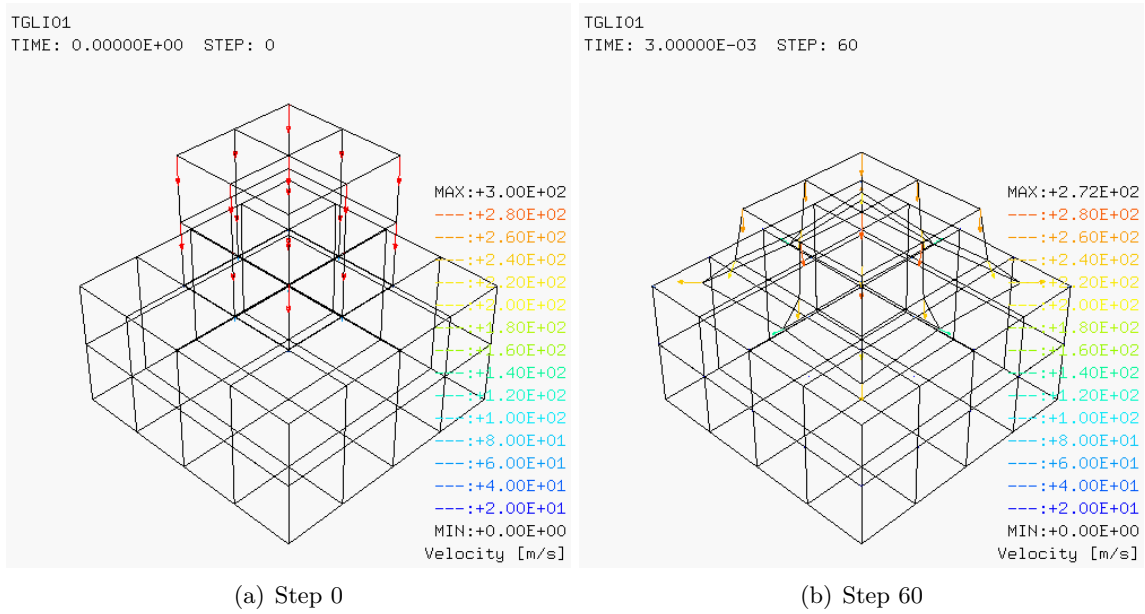 TGLIO1
TIME: 0.00000E+00 STEP: 0
MAX:+3.00E+02
---:+2.80E+02
---:+2.60E+02
---:+2.40E+02
---:+2.20E+02
---:+2.00E+02
---:+1.80E+02
---:+1.60E+02
---:+1.40E+02
---:+1.20E+02
---:+1.00E+02
---:+8.00E+01
---:+6.00E+01
---:+4.00E+01
---:+2.00E+01
MIN:+0.00E+00
Velocity [m/s]
(a) Step 0
TGLIO1
TIME: 3.00000E-03 STEP: 60
MAX:+2.72E+02
---:+2.80E+02
---:+2.60E+02
---:+2.40E+02
---:+2.20E+02
---:+2.00E+02
---:+1.80E+02
---:+1.60E+02
---:+1.40E+02
---:+1.20E+02
---:+1.00E+02
---:+8.00E+01
---:+6.00E+01
---:+4.00E+01
---:+2.00E+01
MIN:+0.00E+00
Velocity [m/s]
(b) Step 60